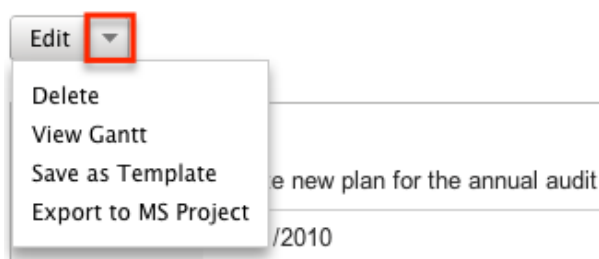 Edit
Delete
View Gantt
Save as Template
e new plan for the annual audit
Export to MS Project
/2010